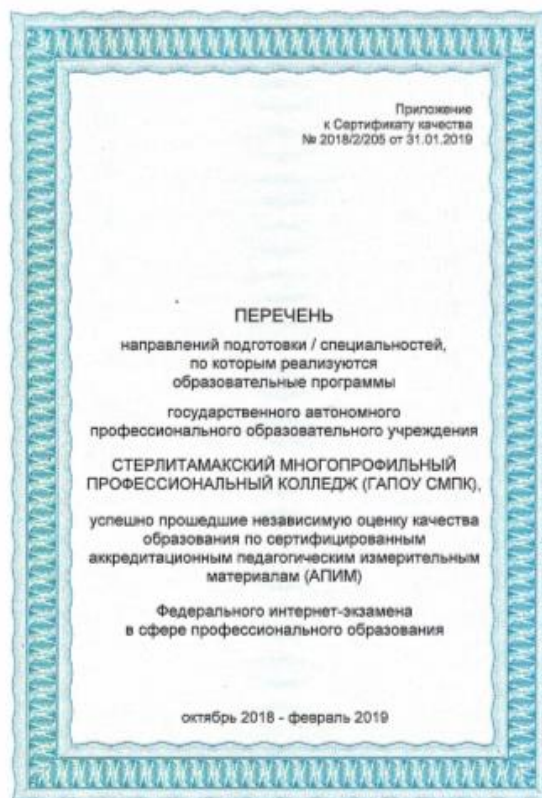 Приложение
к Сертификату качества
№ 2018/2/205 от 31.01.2019
ПЕРЕЧЕНЬ
направлений подготовки / специальностей,
по которым реализуются
образовательные программы
государственного автономного
профессионального образовательного учреждения
СТЕРЛИТАМАКСКИЙ МНОГОПРОФИЛЬНЫЙ
ПРОФЕССИОНАЛЬНЫЙ КОЛЛЕДЖ (ГАПОУ СМПК),
успешно прошедшие независимую оценку качества
образования по сертифицированным
аккредитационным педагогическим измерительным
материалам (АПИМ)
Федерального интернет-экзамена
в сфере профессионального образования
октябрь 2018 - февраль 2019